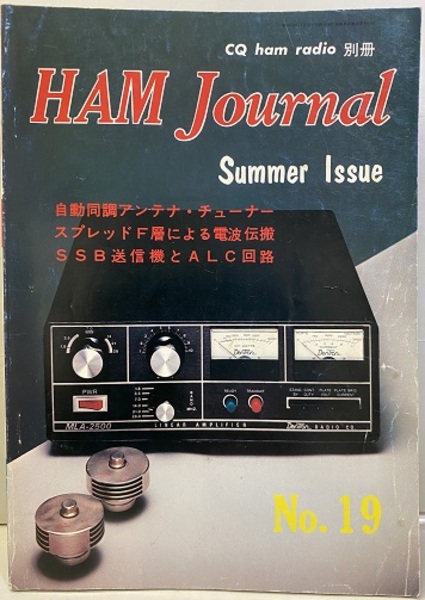 CQ ham radio 別冊
HAM Journal
Summer Issue
自動同調アンテナ・チューナー
スプレッドF層による電波伝搬
SSB送信機とALC回路
PWR
MLA-2500
LINEAR AMPLIFIER
DenTron RADIO CO.
No. 19